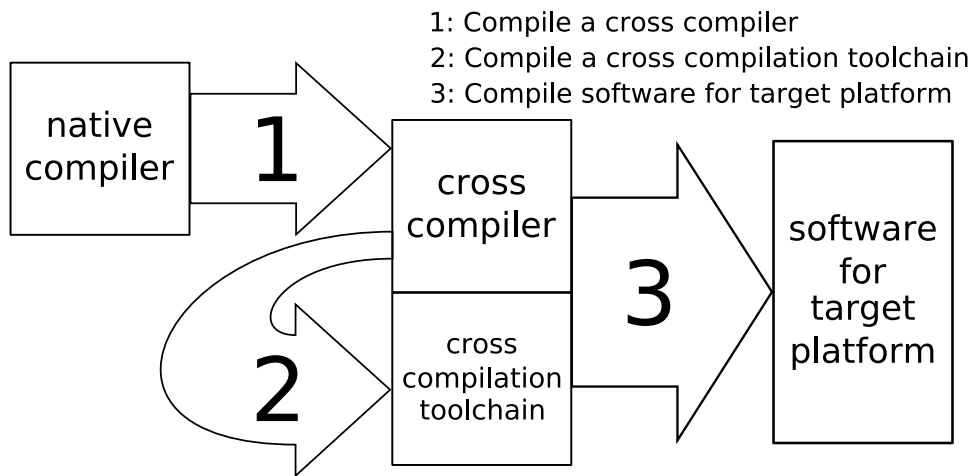 1: Compile a cross compiler
2: Compile a cross compilation toolchain
3: Compile software for target platform
native
compiler
1
cross
compiler
2
cross
compilation
toolchain
3
software
for
target
platform